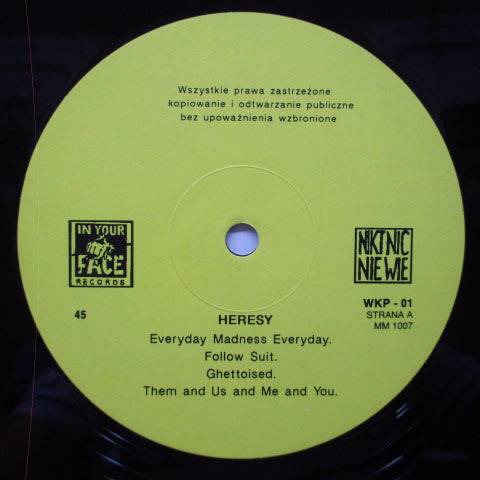 Wszystkie prawa zastrzeżone
kopiowanie i odtwarzanie publiczne
bez upoważnienia wzbronione
IN YOUR
FACE
RECORDS
NIKT NIC
NIE WIE
45
WKP - 01
STRANA A
MM 1007
HERESY
Everyday Madness Everyday.
Follow Suit.
Ghettoised.
Them and Us and Me and You.